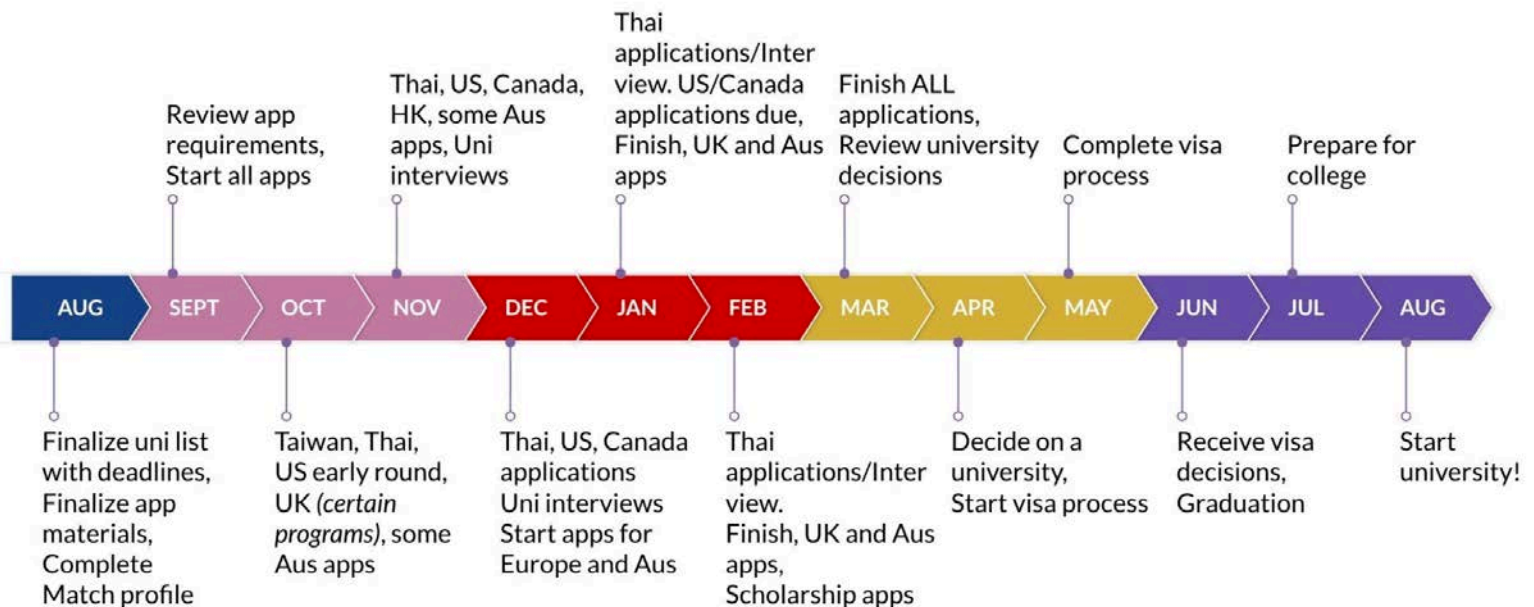 Thai
applications/Inter
view. US/Canada
applications due,
Finish, UK and Aus
apps
Thai, US, Canada,
HK, some Aus
apps, Uni
interviews
Finish ALL
applications,
Review university
decisions
Review app
requirements,
Start all apps
Complete visa
process
Prepare for
college
AUG
SEPT
OCT
NOV
DEC
JAN
FEB
MAR
APR
MAY
JUN
JUL
AUG
Finalize uni list
with deadlines,
Finalize app
materials,
Complete
Match profile
Taiwan, Thai,
US early round,
UK (certain
programs), some
Aus apps
Thai, US, Canada
applications
Uni interviews
Start apps for
Europe and Aus
Thai
applications/Inter
view.
Finish, UK and Aus
apps,
Scholarship apps
Decide on a
university,
Start visa process
Receive visa
decisions,
Graduation
Start
university!